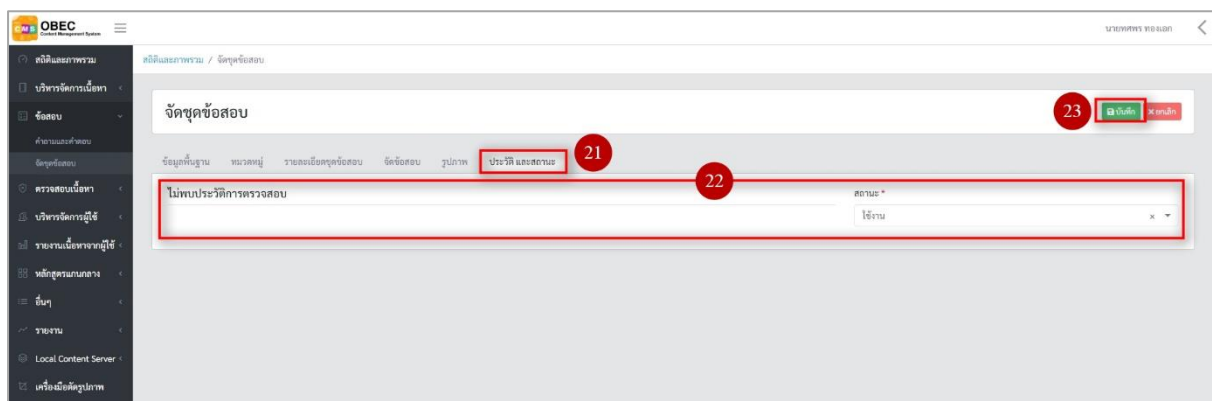 CMS OBEC
Content Management System
นายทศพร ทองเอก
สถิติและภาพรวม
บริหารจัดการเนื้อหา
ข้อสอบ
คำถามและคำตอบ
จัดชุดข้อสอบ
ตรวจสอบเนื้อหา
บริหารจัดการผู้ใช้
รายงานเนื้อหาจากผู้ใช้
หลักสูตรแกนกลาง
อื่นๆ
รายงาน
Local Content Server
เครื่องมือตัดรูปภาพ
สถิติและภาพรวม / จัดชุดข้อสอบ
จัดชุดข้อสอบ
23 บันทึก ยกเลิก
ข้อมูลพื้นฐาน หมวดหมู่ รายละเอียดชุดข้อสอบ จัดข้อสอบ รูปภาพ ประวัติ และสถานะ 21
22
ไม่พบประวัติการตรวจสอบ
สถานะ *
ใช้งาน